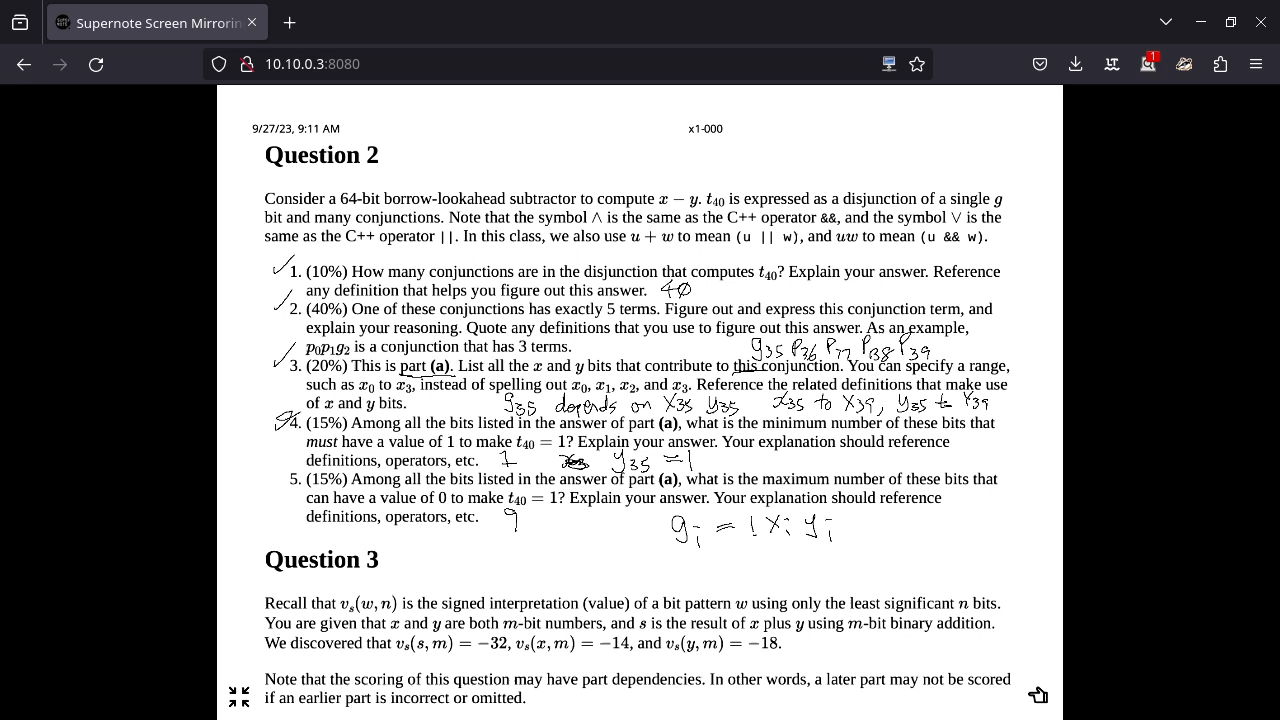 Supernote Screen Mirrorin
10.10.0.3:8080
1
9/27/23, 9:11 AM
x1-000
Question 2
Consider a 64-bit borrow-lookahead subtractor to compute x − y. t₄₀ is expressed as a disjunction of a single g
bit and many conjunctions. Note that the symbol ∧ is the same as the C++ operator &&, and the symbol ∨ is the
same as the C++ operator ||. In this class, we also use u + w to mean (u || w), and uw to mean (u && w).
1. (10%) How many conjunctions are in the disjunction that computes t₄₀? Explain your answer. Reference
any definition that helps you figure out this answer. 40
2. (40%) One of these conjunctions has exactly 5 terms. Figure out and express this conjunction term, and
explain your reasoning. Quote any definitions that you use to figure out this answer. As an example,
p₀p₁g₂ is a conjunction that has 3 terms. g₃₅ P₃₆ P₃₇ P₃₈ P₃₉
3. (20%) This is part (a). List all the x and y bits that contribute to this conjunction. You can specify a range,
such as x₀ to x₃, instead of spelling out x₀, x₁, x₂, and x₃. Reference the related definitions that make use
of x and y bits. g₃₅ depends on X₃₅ y₃₅ x₃₅ to X₃₉, y₃₅ to Y₃₉
4. (15%) Among all the bits listed in the answer of part (a), what is the minimum number of these bits that
must have a value of 1 to make t₄₀ = 1? Explain your answer. Your explanation should reference
definitions, operators, etc. 1 y₃₅ =1
5. (15%) Among all the bits listed in the answer of part (a), what is the maximum number of these bits that
can have a value of 0 to make t₄₀ = 1? Explain your answer. Your explanation should reference
definitions, operators, etc. 9 gᵢ = !xᵢ yᵢ
Question 3
Recall that vₛ(w, n) is the signed interpretation (value) of a bit pattern w using only the least significant n bits.
You are given that x and y are both m-bit numbers, and s is the result of x plus y using m-bit binary addition.
We discovered that vₛ(s, m) = −32, vₛ(x, m) = −14, and vₛ(y, m) = −18.
Note that the scoring of this question may have part dependencies. In other words, a later part may not be scored
if an earlier part is incorrect or omitted.